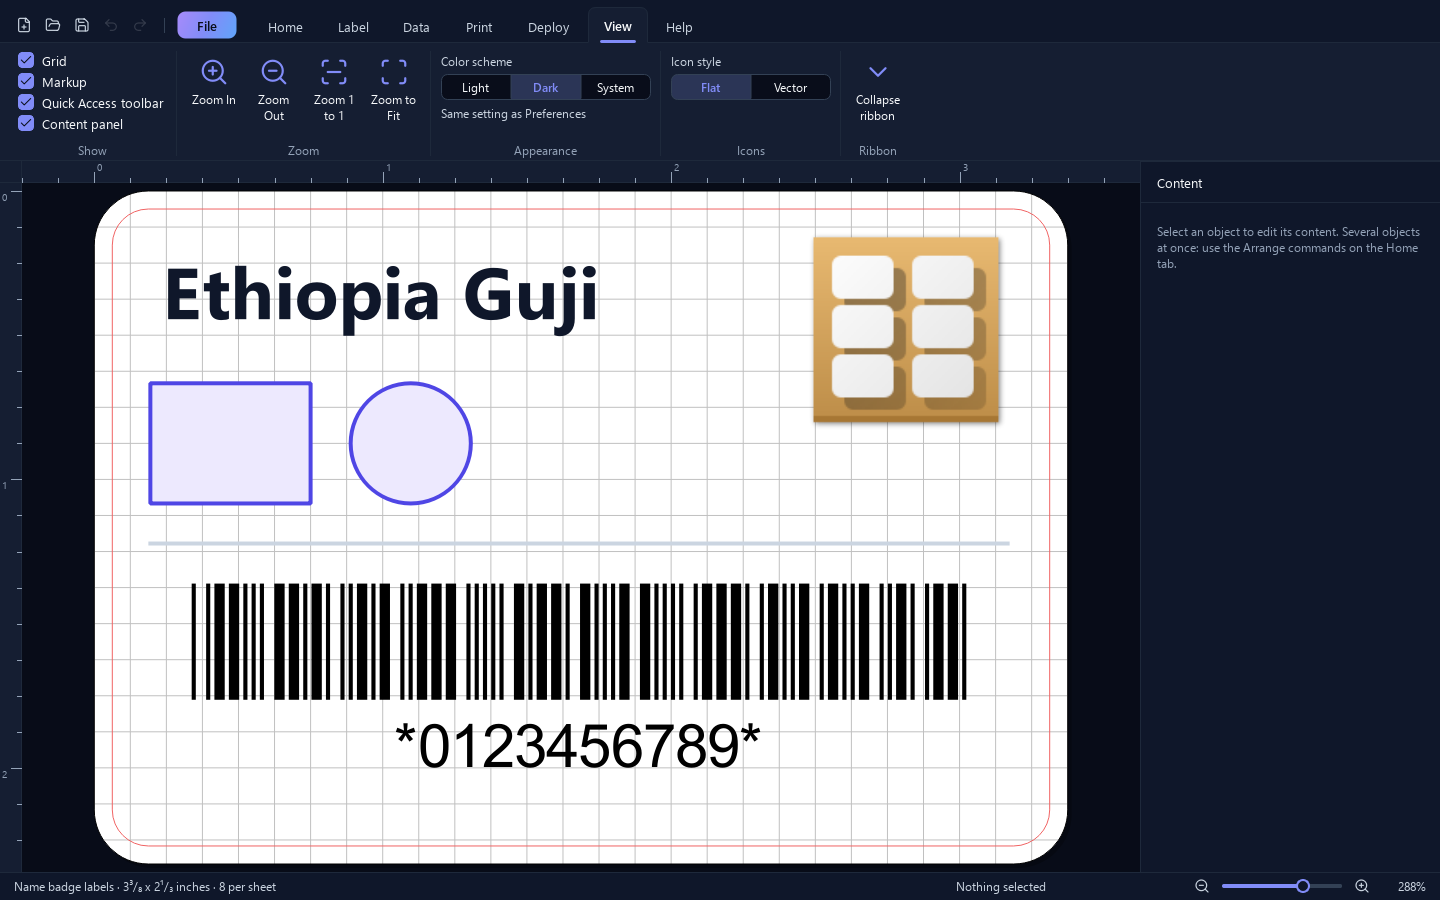 File
Home
Label
Data
Print
Deploy
View
Help
Grid
Markup
Quick Access toolbar
Content panel
Show
Zoom In
Zoom
Out
Zoom 1
to 1
Zoom to
Fit
Zoom
Color scheme
Light
Dark
System
Same setting as Preferences
Appearance
Icon style
Flat
Vector
Icons
Collapse
ribbon
Ribbon
0
1
2
3
0
1
2
Ethiopia Guji
*0123456789*
Content
Select an object to edit its content. Several objects
at once: use the Arrange commands on the Home
tab.
Name badge labels · 3³/₈ x 2¹/₃ inches · 8 per sheet
Nothing selected
288%